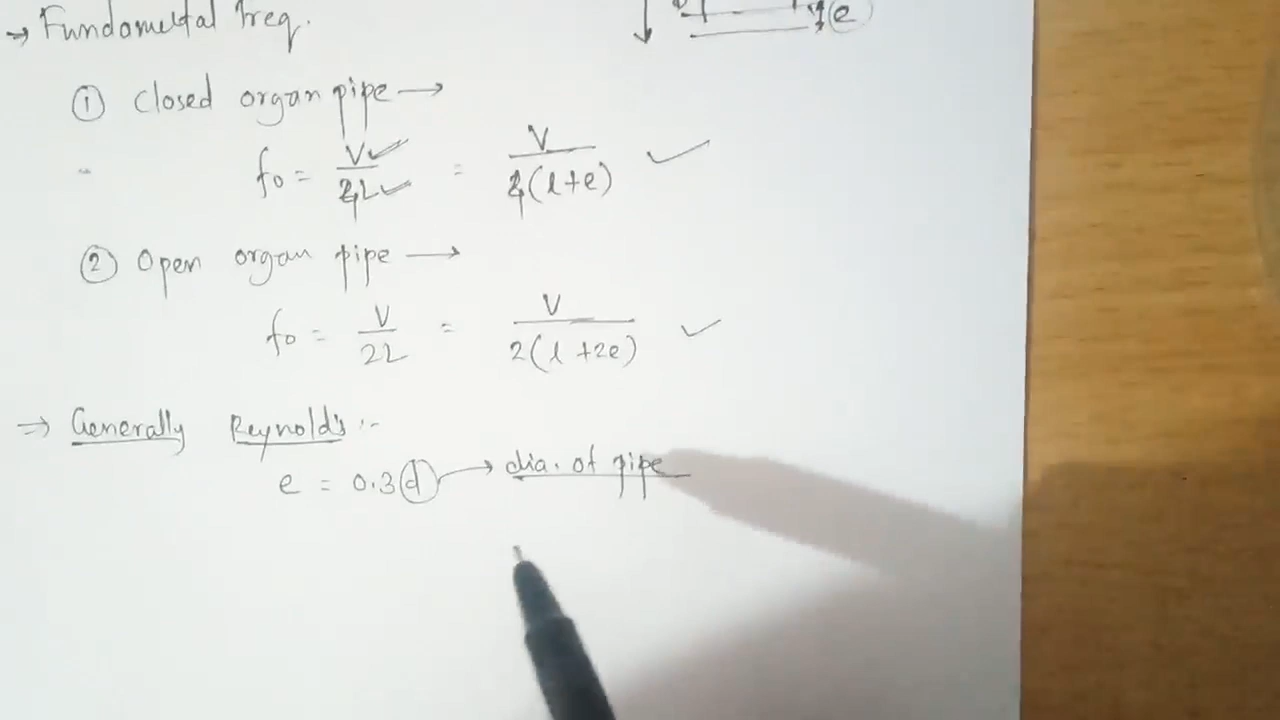 → Fundametal freq.
e
① Closed organ pipe →
f₀ = V/4L = V/4(l+e) ✓
② Open organ pipe →
f₀ = V/2L = V/2(l+2e) ✓
⇒ Generally Reynold's :-
e = 0.3 d → dia. of pipe